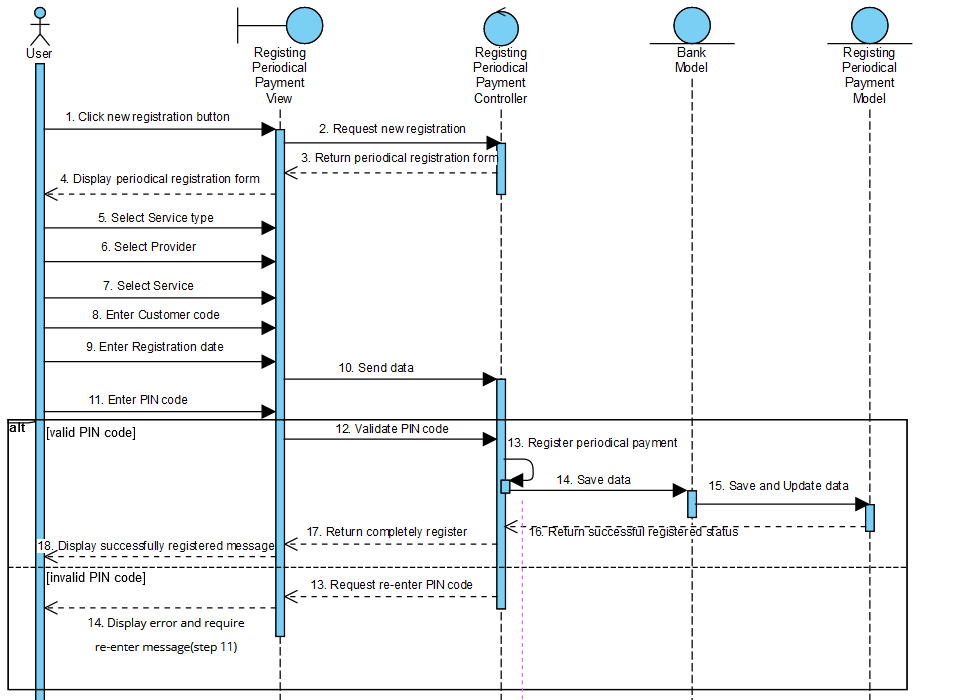 User
Registing
Periodical
Payment
View
Registing
Periodical
Payment
Controller
Bank
Model
Registing
Periodical
Payment
Model
1. Click new registration button
2. Request new registration
3. Return periodical registration form
4. Display periodical registration form
5. Select Service type
6. Select Provider
7. Select Service
8. Enter Customer code
9. Enter Registration date
10. Send data
11. Enter PIN code
alt
[valid PIN code]
12. Validate PIN code
13. Register periodical payment
14. Save data
15. Save and Update data
16. Return successful registered status
17. Return completely register
18. Display successfully registered message
[invalid PIN code]
13. Request re-enter PIN code
14. Display error and require
re-enter message(step 11)